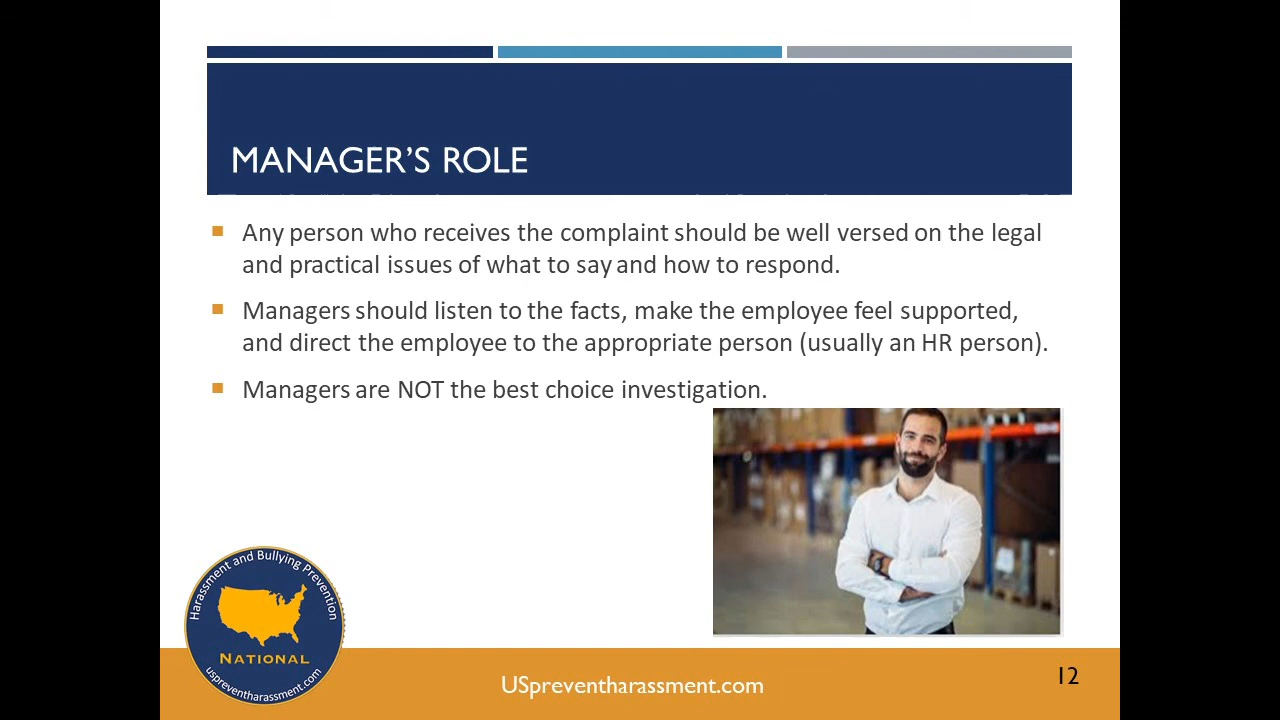 MANAGER’S ROLE
Any person who receives the complaint should be well versed on the legal
and practical issues of what to say and how to respond.
Managers should listen to the facts, make the employee feel supported,
and direct the employee to the appropriate person (usually an HR person).
Managers are NOT the best choice investigation.
Harassment and Bullying Prevention
NATIONAL
uspreventharassment.com
USpreventharassment.com
12